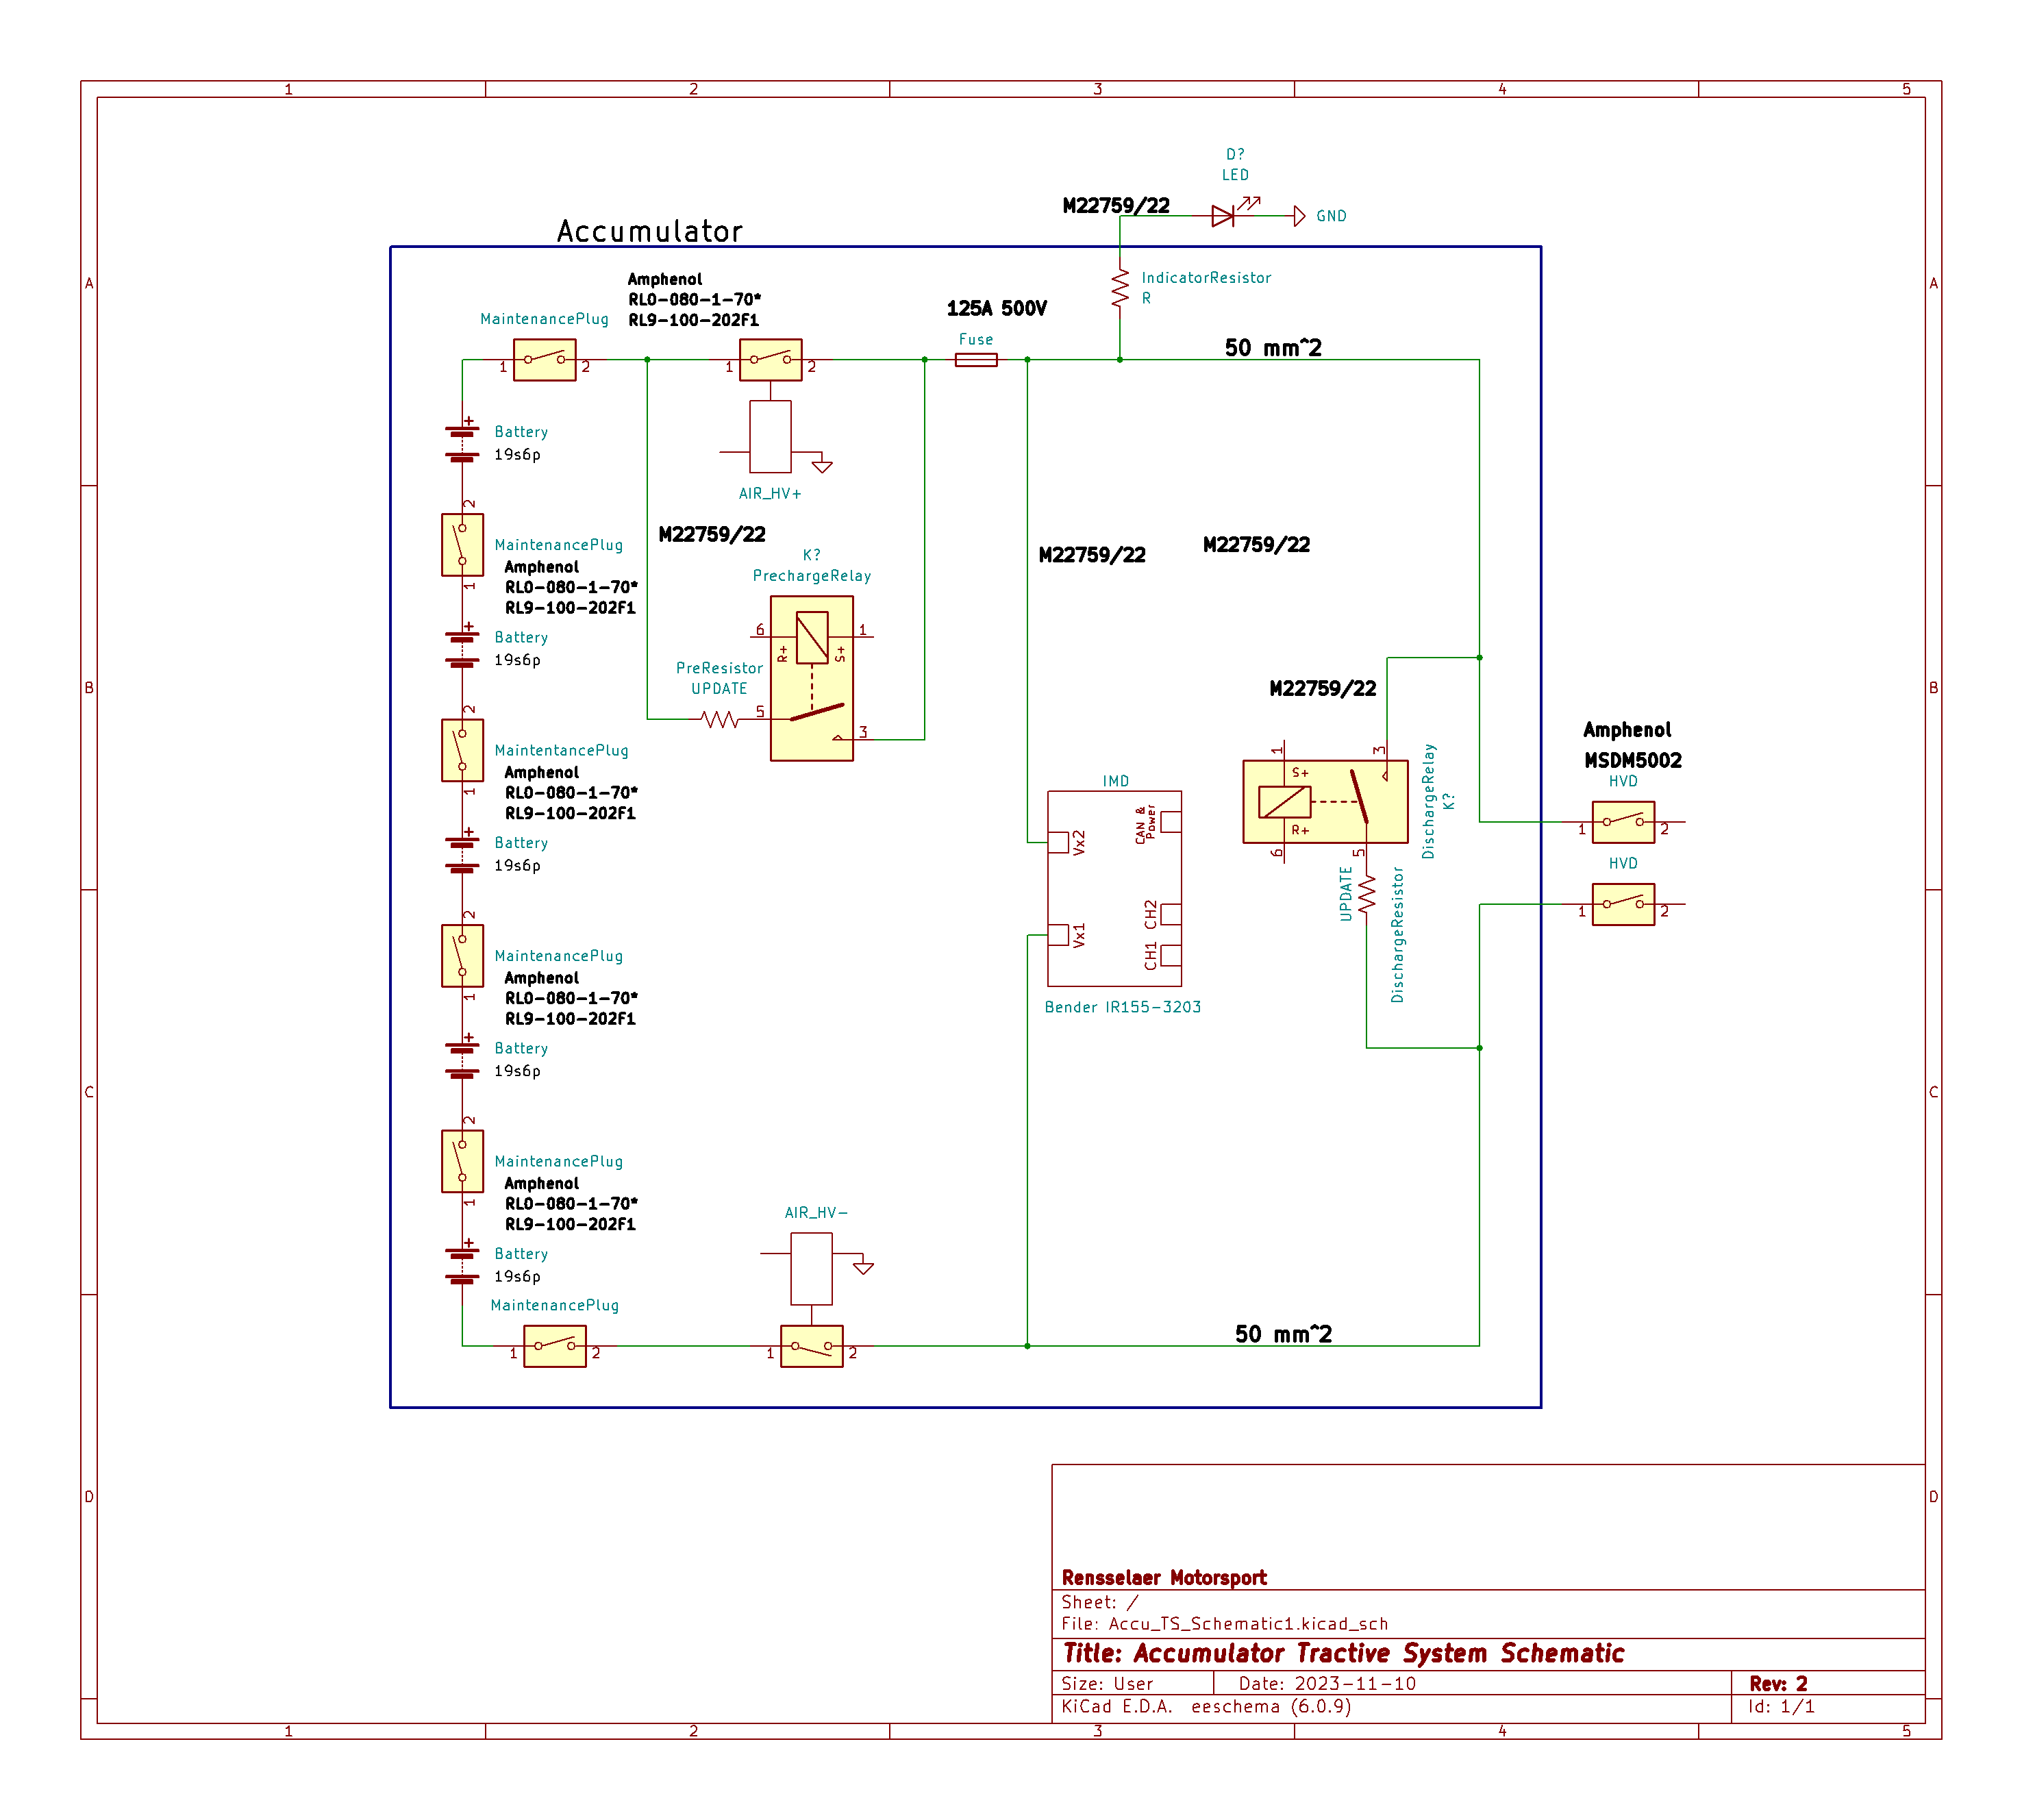 1 2 3 4 5
D?
LED
M22759/22
GND
Accumulator
A A
Amphenol
RL0-080-1-70*
RL9-100-202F1
IndicatorResistor
R
125A 500V
MaintenancePlug
Fuse
50 mm^2
1 2 1 2
Battery
19s6p
AIR_HV+
2
MaintenancePlug
Amphenol
RL0-080-1-70*
RL9-100-202F1
1
M22759/22
M22759/22
M22759/22
K?
PrechargeRelay
6 1
R+ S+
Battery
19s6p
PreResistor
UPDATE
5
3
B B
M22759/22
2
MaintentancePlug
Amphenol
RL0-080-1-70*
RL9-100-202F1
1
Amphenol
MSDM5002
HVD
1 2
HVD
1 2
IMD
CAN &
Power
Vx2
CH2
Vx1
CH1
Bender IR155-3203
1 3
S+
R+
6 5
DischargeRelay
K?
UPDATE
DischargeResistor
Battery
19s6p
2
MaintenancePlug
Amphenol
RL0-080-1-70*
RL9-100-202F1
1
Battery
19s6p
C C
2
MaintenancePlug
Amphenol
RL0-080-1-70*
RL9-100-202F1
1
AIR_HV-
Battery
19s6p
MaintenancePlug
1 2 1 2
50 mm^2
D D
Rensselaer Motorsport
Sheet: /
File: Accu_TS_Schematic1.kicad_sch
Title: Accumulator Tractive System Schematic
Size: User Date: 2023-11-10 Rev: 2
KiCad E.D.A. eeschema (6.0.9) Id: 1/1
1 2 3 4 5